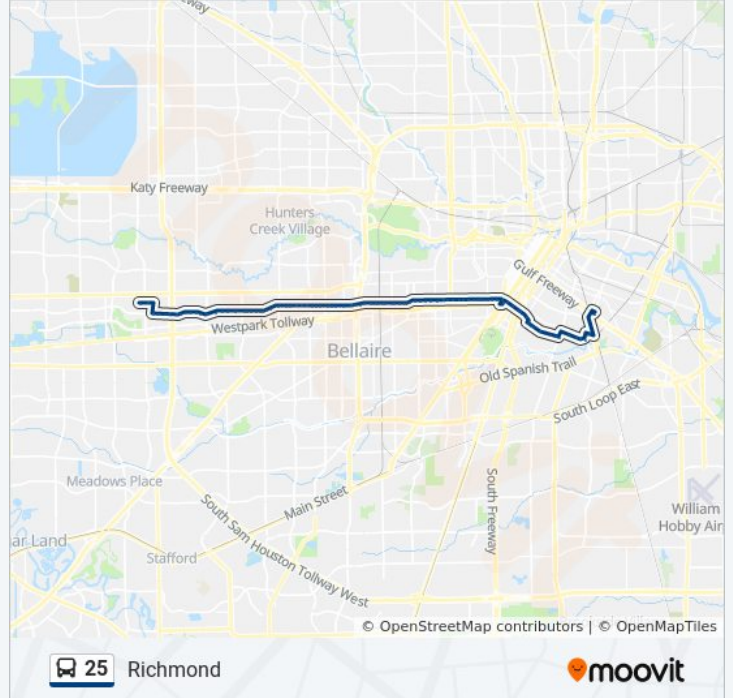 way
Katy Freeway
Hunters
Creek Village
Gulf Freeway
Westpark Tollway
Bellaire
Old Spanish Trail
South Loop East
Meadows Place
Main Street
South Freeway
William
Hobby Air
ar Land
South Sam Houston Tollway West
Stafford
© OpenStreetMap contributors | © OpenMapTiles
25 Richmond
moovit